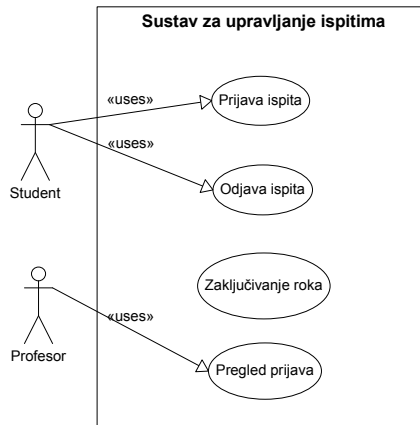 Sustav za upravljanje ispitima
«uses»
Prijava ispita
«uses»
Student
Odjava ispita
Zaključivanje roka
«uses»
Profesor
Pregled prijava